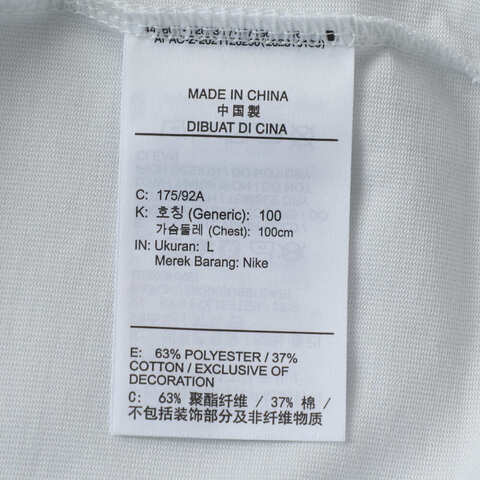 MADE IN CHINA
中国製
DIBUAT DI CINA
C: 175/92A
K: 호칭 (Generic): 100
가슴둘레 (Chest): 100cm
IN: Ukuran: L
Merek Barang: Nike
E: 63% POLYESTER / 37%
COTTON / EXCLUSIVE OF
DECORATION
C: 63% 聚酯纤维 / 37% 棉 /
不包括装饰部分及非纤维物质